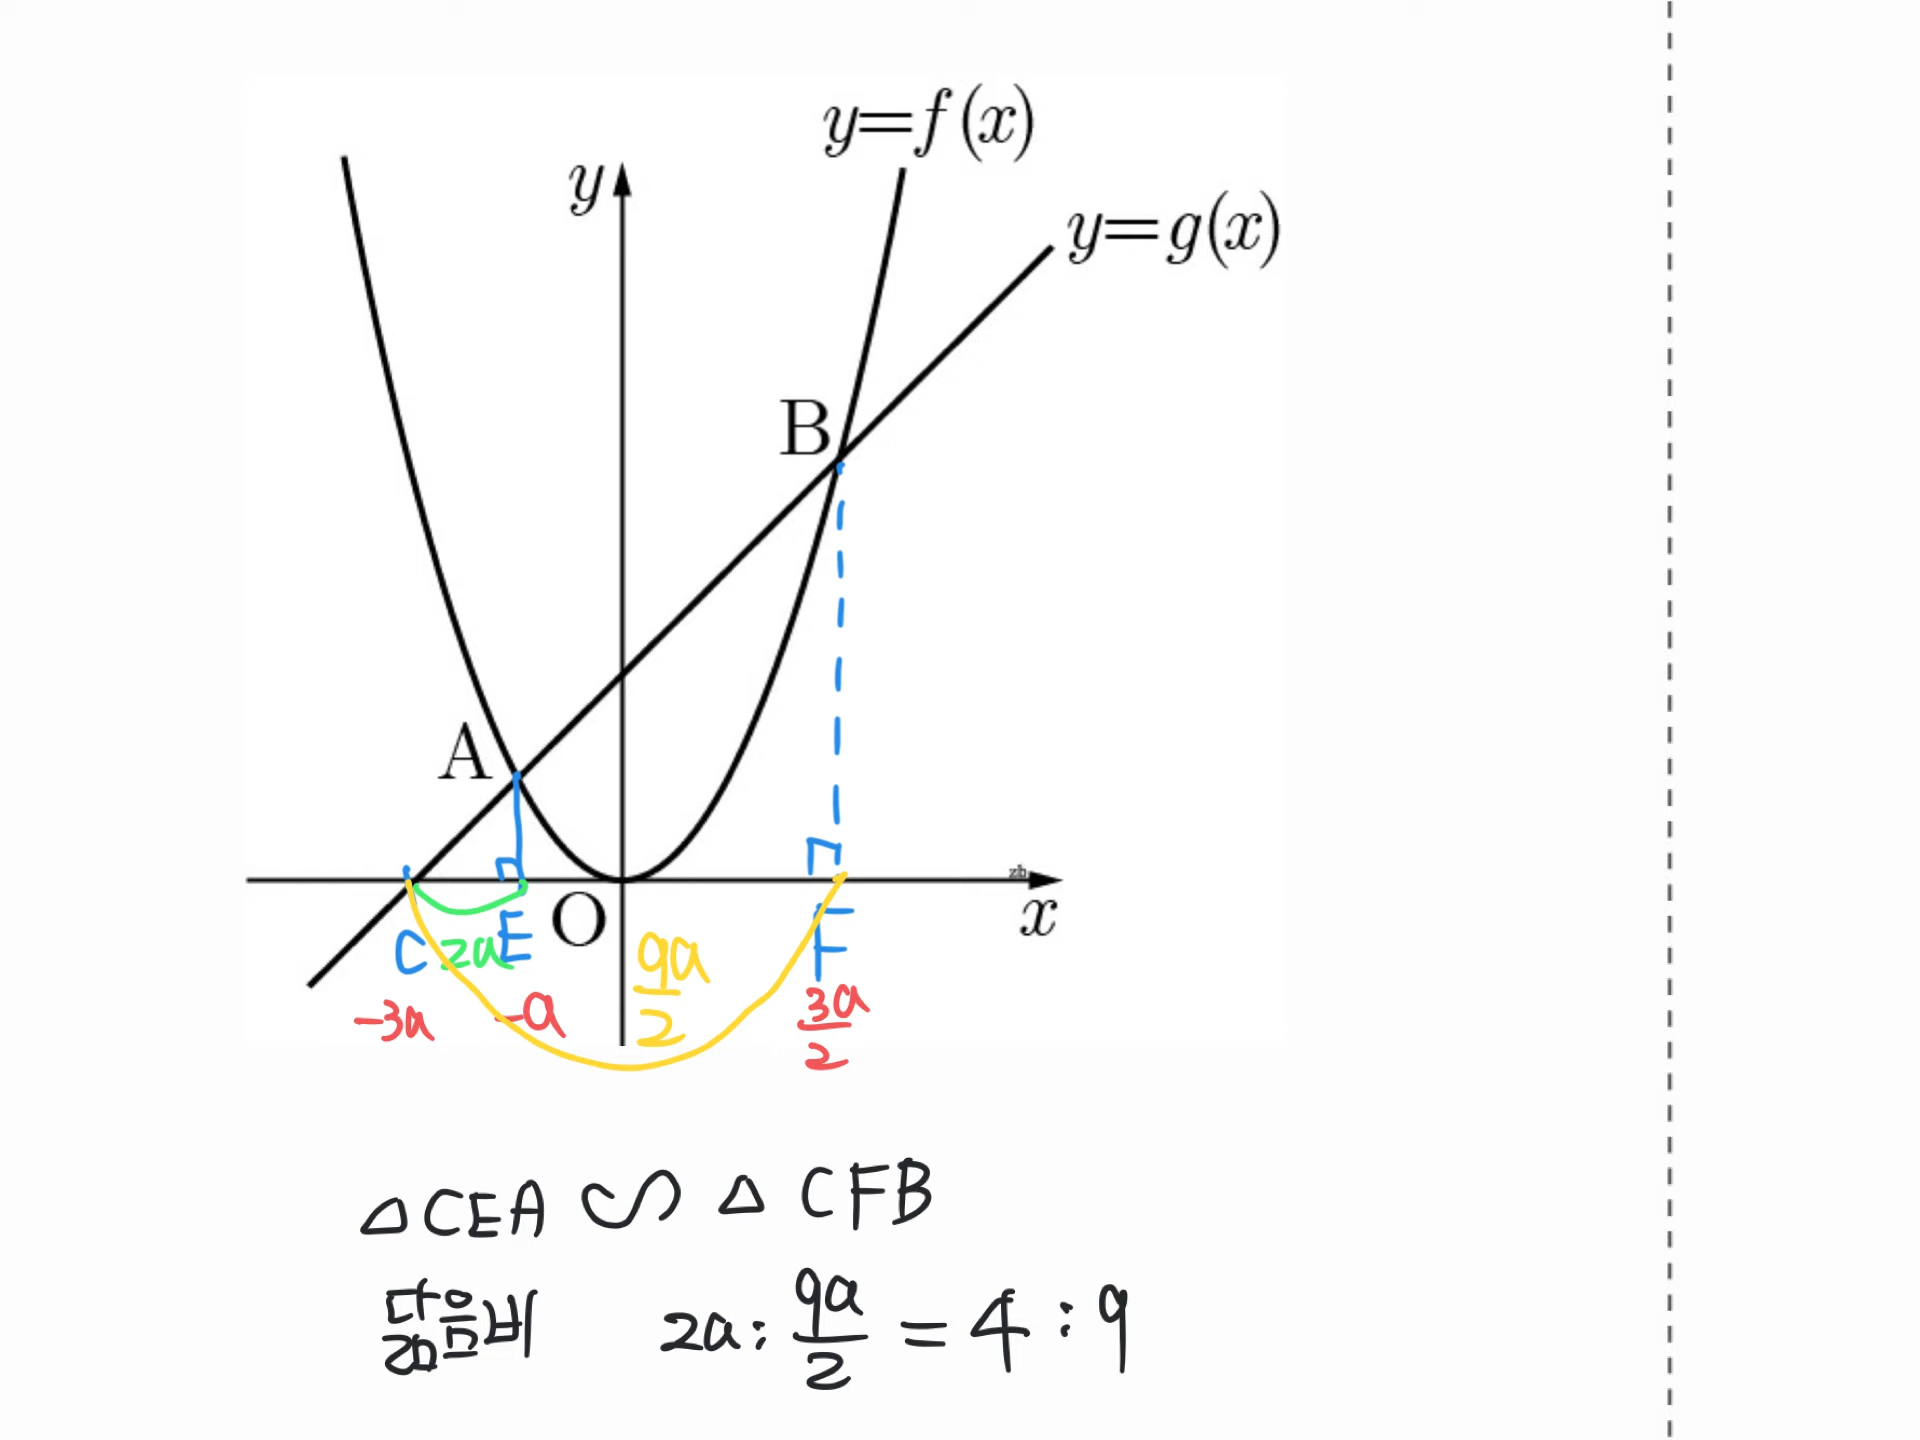 y=f(x)
y
y=g(x)
B
A
O
x
C 2a E
9a/2
F
-3a
-a
3a/2
△CEA ∽ △CFB
닮음비 2a : 9a/2 = 4 : 9